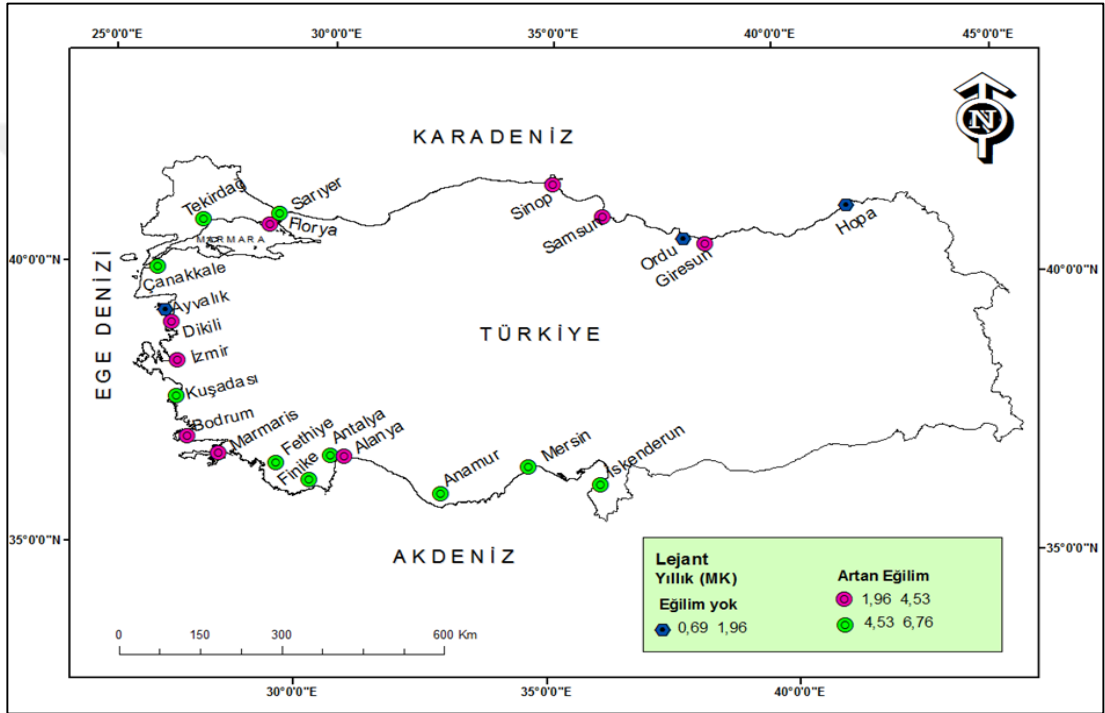 25°0'0"E 30°0'0"E 35°0'0"E 40°0'0"E 45°0'0"E
N
KARADENİZ
Tekirdağ
Sarıyer
Florya
MARMARA
Sinop
Samsun
Ordu
Giresun
Hopa
40°0'0"N
40°0'0"N
EGE DENİZİ
Çanakkale
Ayvalık
Dikili
İzmir
Kuşadası
Bodrum
Marmaris
Fethiye
Finike
Antalya
Alanya
TÜRKİYE
Anamur
Mersin
İskenderun
35°0'0"N
35°0'0"N
AKDENİZ
Lejant
Yıllık (MK)
Eğilim yok
0,69 1,96
Artan Eğilim
1,96 4,53
4,53 6,76
0 150 300 600 Km
30°0'0"E 35°0'0"E 40°0'0"E